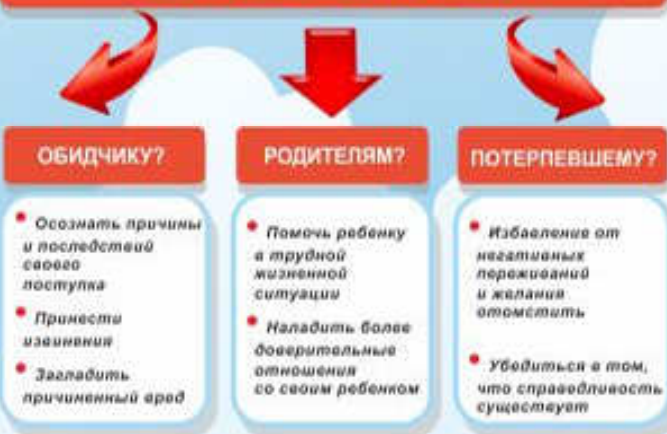 ОБИДЧИКУ?
Осознать причины
и последствий
своего
поступка
Принести
извинения
Загладить
причиненный вред
РОДИТЕЛЯМ?
Помочь ребенку
в трудной
жизненной
ситуации
Наладить более
доверительные
отношения
со своим ребенком
ПОТЕРПЕВШЕМУ?
Избавление от
негативных
переживаний
и желания
отомстить
Убедиться в том,
что справедливость
существует